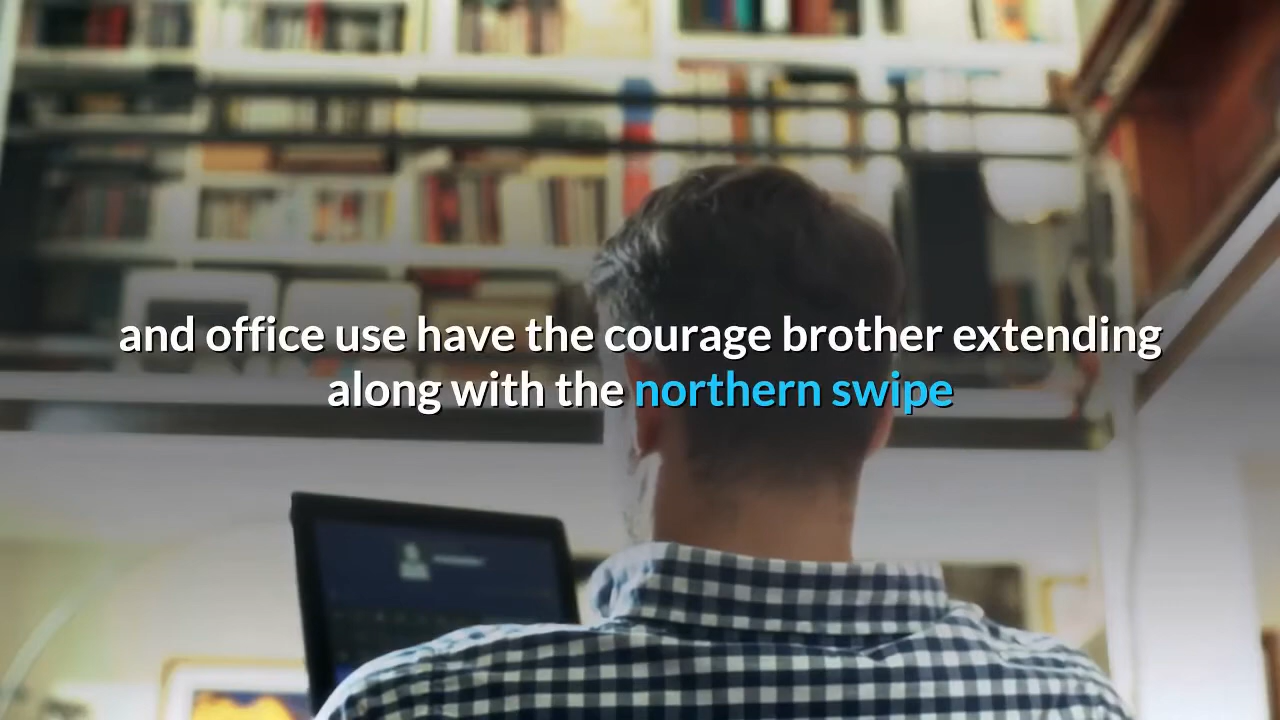 and office use have the courage brother extending
along with the northern swipe